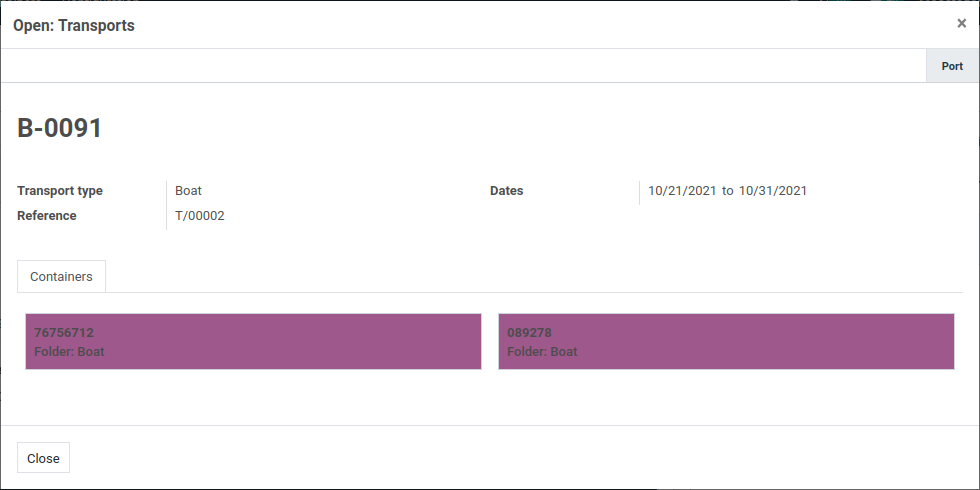 Open: Transports ×
Port
B-0091
Transport type Boat Dates 10/21/2021 to 10/31/2021
Reference T/00002
Containers
76756712 089278
Folder: Boat Folder: Boat
Close